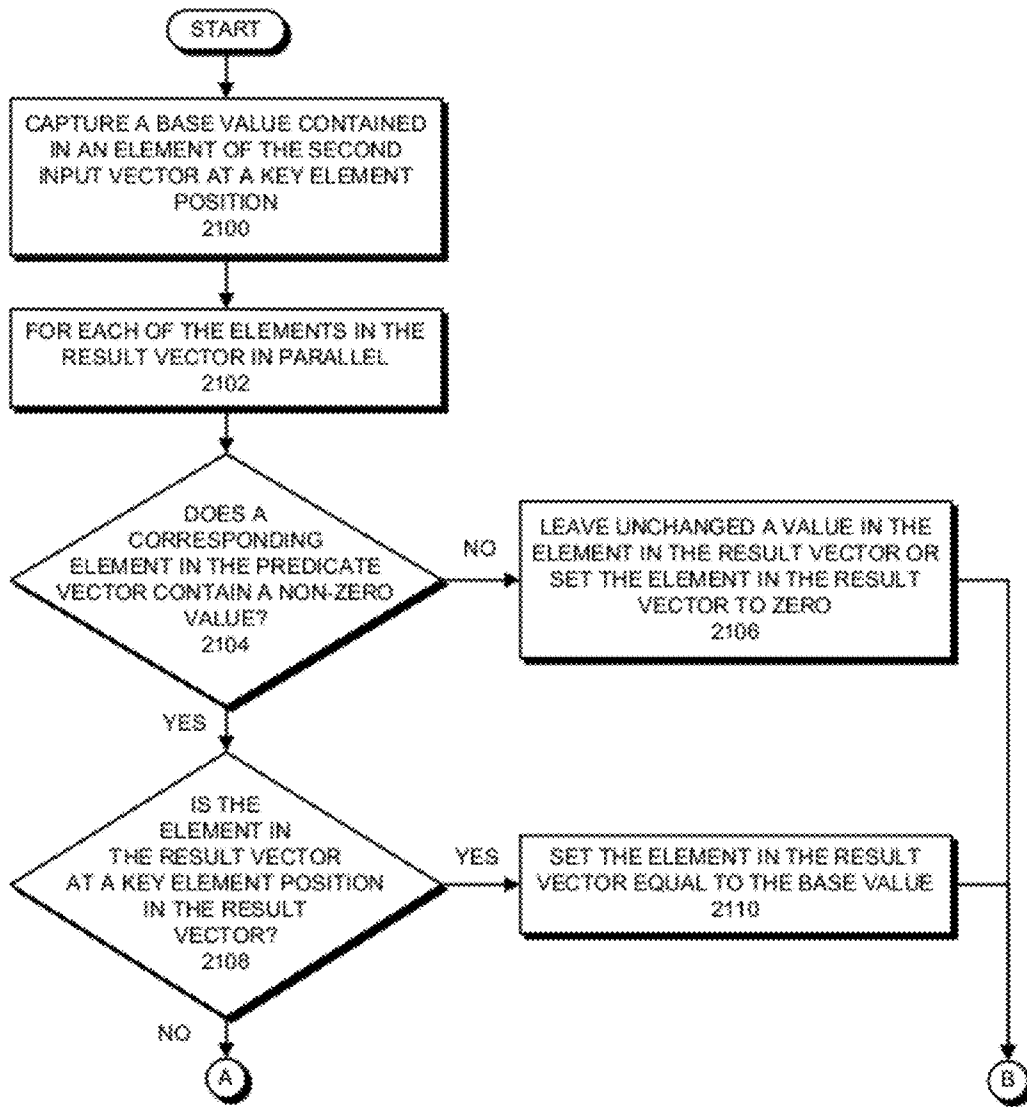 START
CAPTURE A BASE VALUE CONTAINED
IN AN ELEMENT OF THE SECOND
INPUT VECTOR AT A KEY ELEMENT
POSITION
2100
FOR EACH OF THE ELEMENTS IN THE
RESULT VECTOR IN PARALLEL
2102
DOES A
CORRESPONDING
ELEMENT IN THE PREDICATE
VECTOR CONTAIN A NON-ZERO
VALUE?
2104
NO
LEAVE UNCHANGED A VALUE IN THE
ELEMENT IN THE RESULT VECTOR OR
SET THE ELEMENT IN THE RESULT
VECTOR TO ZERO
2106
YES
IS THE
ELEMENT IN
THE RESULT VECTOR
AT A KEY ELEMENT POSITION
IN THE RESULT
VECTOR?
2108
YES
SET THE ELEMENT IN THE RESULT
VECTOR EQUAL TO THE BASE VALUE
2110
NO
A
B